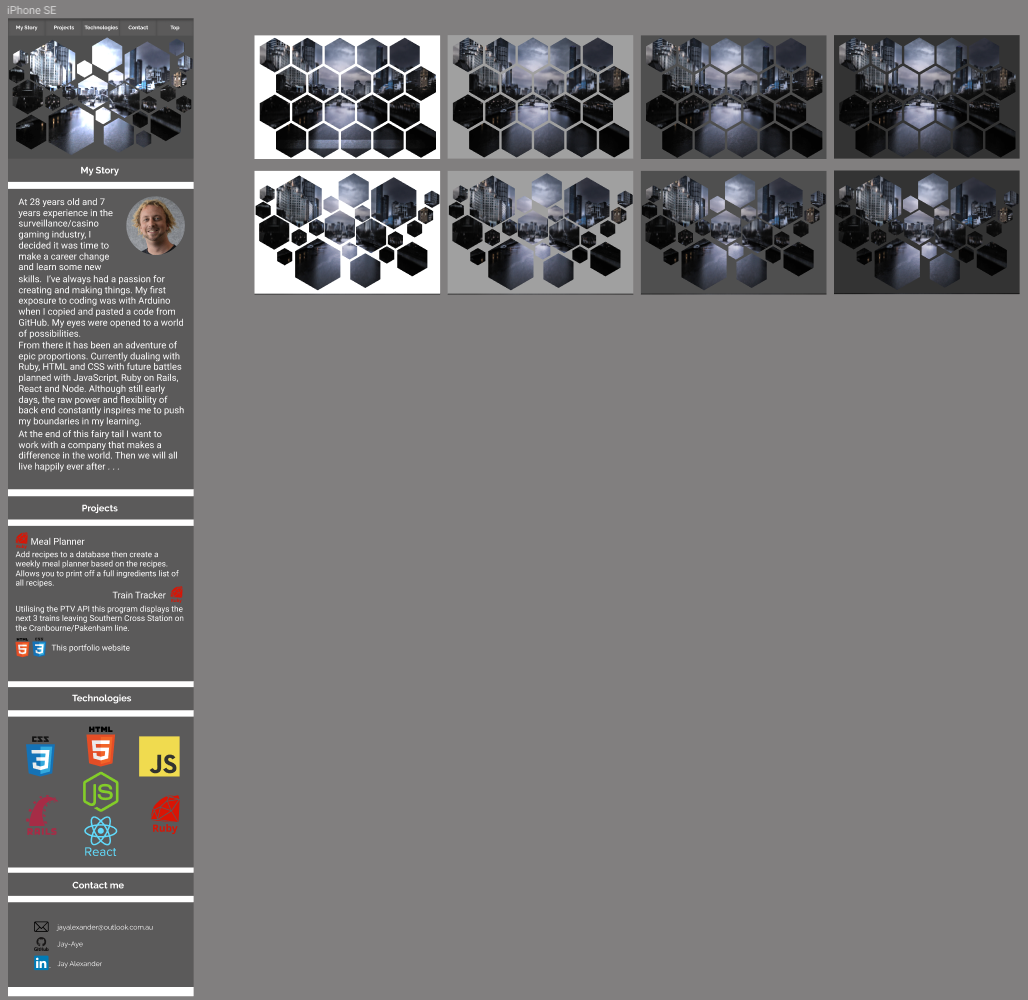 iPhone SE
My Story Projects Technologies Contact Top
My Story
At 28 years old and 7
years experience in the
surveillance/casino
gaming industry, I
decided it was time to
make a career change
and learn some new
skills. I've always had a passion for
creating and making things. My first
exposure to coding was with Arduino
when I copied and pasted a code from
GitHub. My eyes were opened to a world
of possibilities.
From there it has been an adventure of
epic proportions. Currently dualing with
Ruby, HTML and CSS with future battles
planned with JavaScript, Ruby on Rails,
React and Node. Although still early
days, the raw power and flexibility of
back end constantly inspires me to push
my boundaries in my learning.
At the end of this fairy tail I want to
work with a company that makes a
difference in the world. Then we will all
live happily ever after . . .
Projects
Meal Planner
Add recipes to a database then create a
weekly meal planner based on the recipes.
Allows you to print off a full ingredients list of
all recipes.
Train Tracker
Utilising the PTV API this program displays the
next 3 trains leaving Southern Cross Station on
the Cranbourne/Pakenham line.
HTML 5 CSS 3 This portfolio website
Technologies
CSS 3
HTML 5
JS
JS
RAILS
Ruby
React
Contact me
jayalexander@outlook.com.au
GitHub Jay-Aye
in Jay Alexander